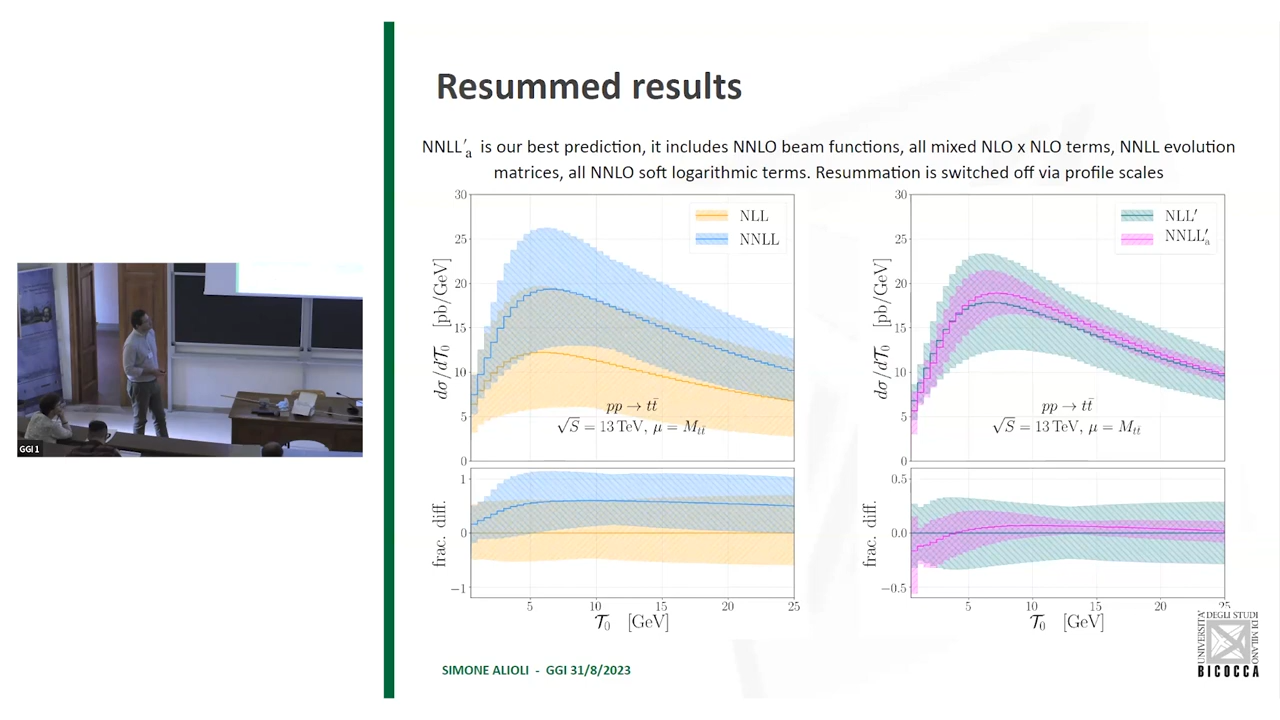 Resummed results
NNLL′a is our best prediction, it includes NNLO beam functions, all mixed NLO x NLO terms, NNLL evolution
matrices, all NNLO soft logarithmic terms. Resummation is switched off via profile scales
30
25
20
15
10
5
0
dσ/dT0 [pb/GeV]
NLL
NNLL
pp → tt̄
√S = 13 TeV, μ = Mtt̄
1
0
−1
frac. diff.
5 10 15 20 25
T0 [GeV]
30
25
20
15
10
5
0
dσ/dT0 [pb/GeV]
NLL′
NNLL′a
pp → tt̄
√S = 13 TeV, μ = Mtt̄
0.5
0.0
−0.5
frac. diff.
5 10 15 20 25
T0 [GeV]
GGI 1
SIMONE ALIOLI - GGI 31/8/2023
UNIVERSITÀ
DEGLI STUDI
DI MILANO
BICOCCA